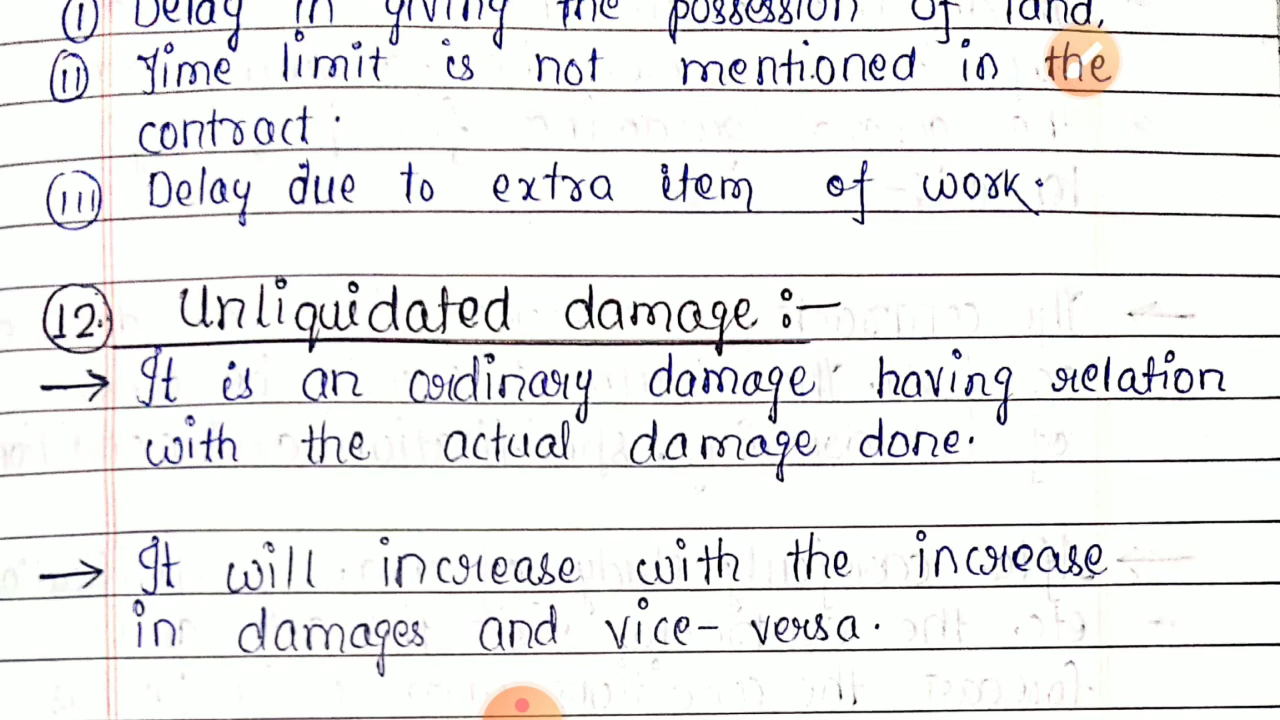 (i) Delay in giving the possession of land.
(ii) Time limit is not mentioned in the
contract.
(iii) Delay due to extra item of work.
(12.) Unliquidated damage :-
→ It is an ordinary damage having relation
with the actual damage done.
→ It will increase with the increase
in damages and vice-versa.